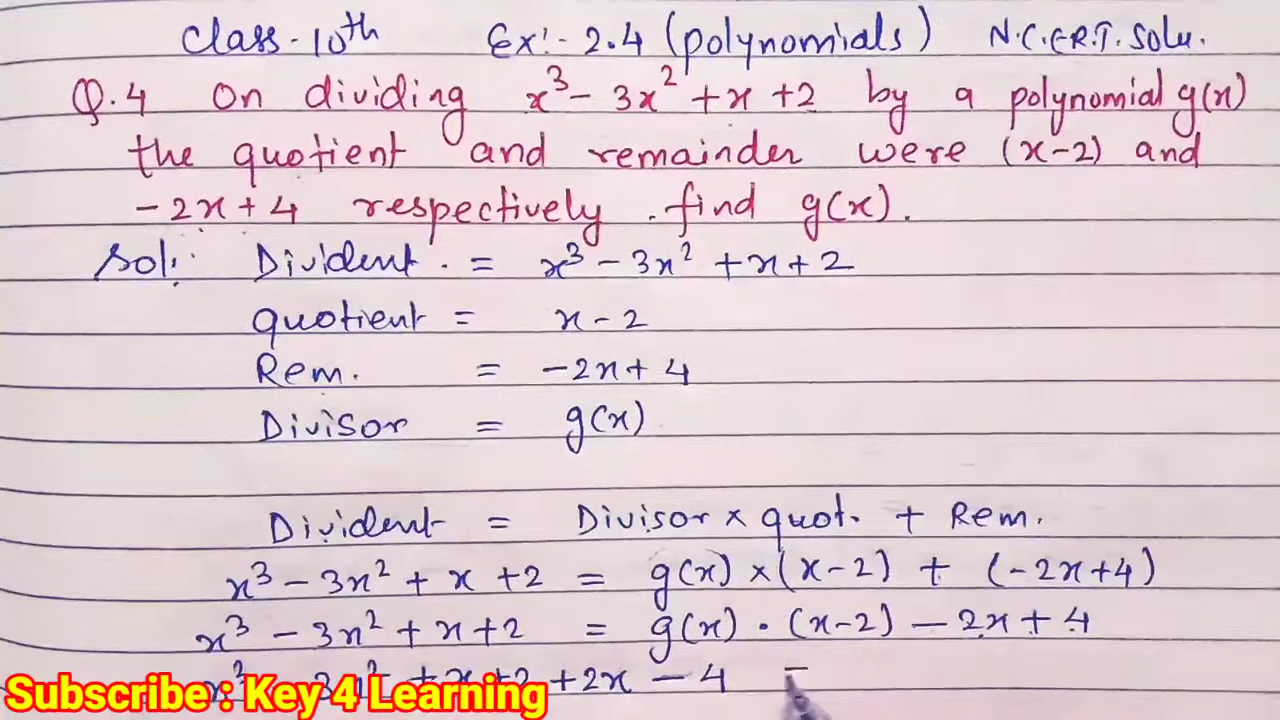 Class-10th Ex:- 2.4 (polynomials) N.C.E.R.T. Solu.
Q.4 On dividing x³ - 3x² + x + 2 by a polynomial g(x)
the quotient and remainder were (x-2) and
-2x + 4 respectively. find g(x).
Sol: Divident. = x³ - 3x² + x + 2
quotient = x - 2
Rem. = -2x + 4
Divisor = g(x)
Divident = Divisor x quot. + Rem.
x³ - 3x² + x + 2 = g(x) x (x-2) + (-2x+4)
x³ - 3x² + x + 2 = g(x) · (x-2) - 2x + 4
x³ - 3x² + x + 2 + 2x - 4 =
Subscribe : Key 4 Learning